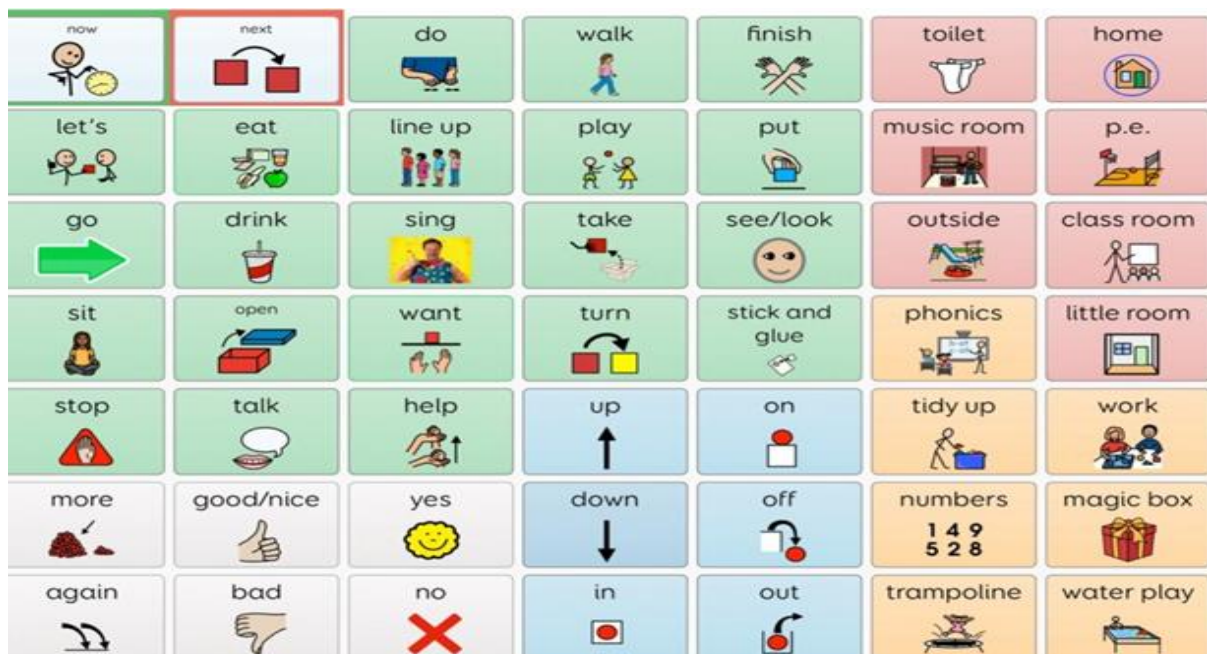 now next do walk finish toilet home
let's eat line up play put music room p.e.
go drink sing take see/look outside class room
sit open want turn stick and glue phonics little room
stop talk help up on tidy up work
more good/nice yes down off numbers magic box
1 4 9
5 2 8
again bad no in out trampoline water play